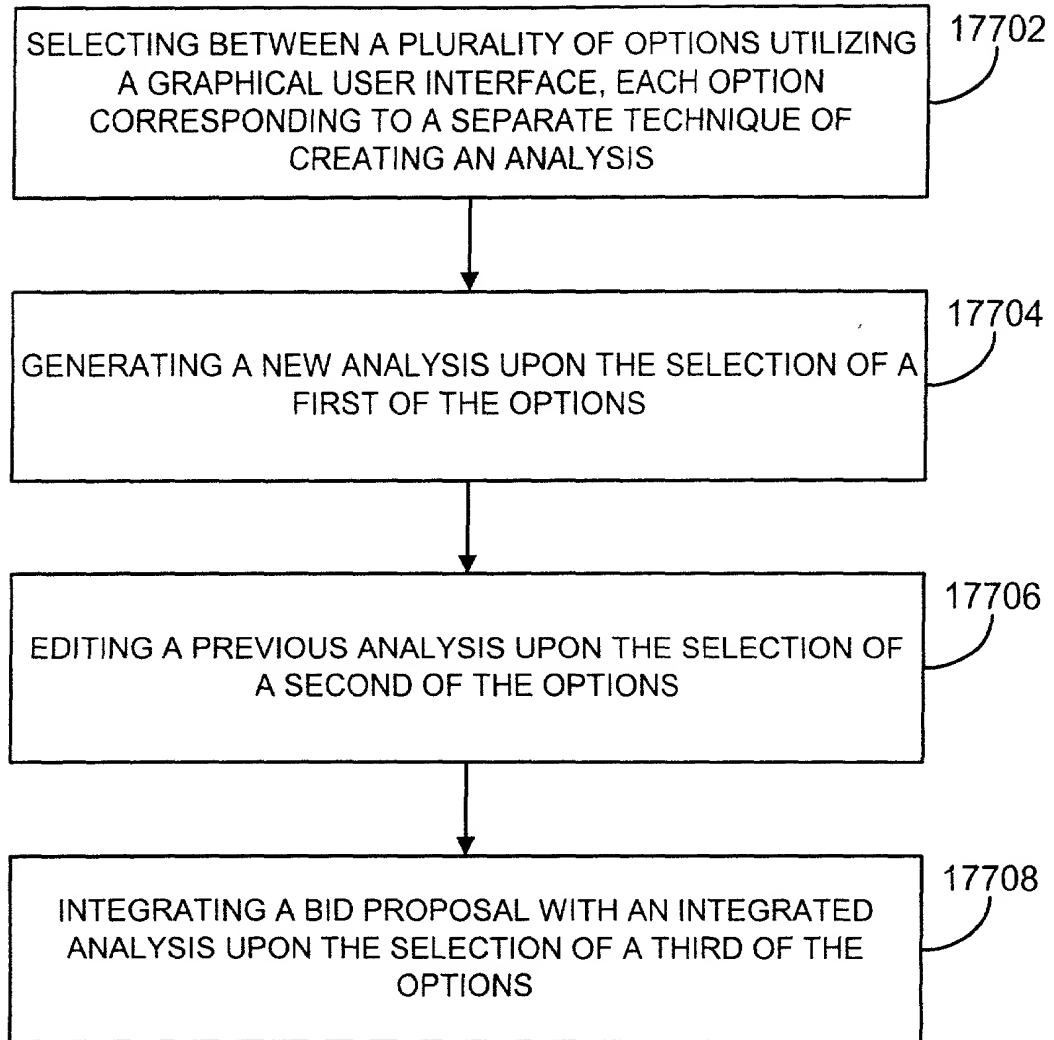 SELECTING BETWEEN A PLURALITY OF OPTIONS UTILIZING
A GRAPHICAL USER INTERFACE, EACH OPTION
CORRESPONDING TO A SEPARATE TECHNIQUE OF
CREATING AN ANALYSIS
17702
GENERATING A NEW ANALYSIS UPON THE SELECTION OF A
FIRST OF THE OPTIONS
17704
EDITING A PREVIOUS ANALYSIS UPON THE SELECTION OF
A SECOND OF THE OPTIONS
17706
INTEGRATING A BID PROPOSAL WITH AN INTEGRATED
ANALYSIS UPON THE SELECTION OF A THIRD OF THE
OPTIONS
17708